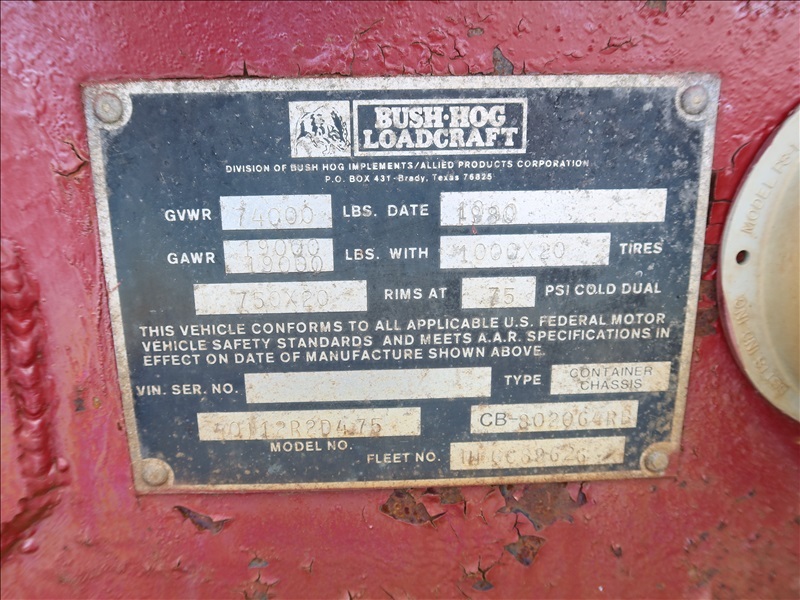 BUSH·HOG
LOADCRAFT
DIVISION OF BUSH HOG IMPLEMENTS/ALLIED PRODUCTS CORPORATION
P.O. BOX 431-Brady, Texas 76825
GVWR 74000 LBS. DATE 1980
GAWR 19000 19000 LBS. WITH 1000X20 TIRES
750X20 RIMS AT 75 PSI COLD DUAL
THIS VEHICLE CONFORMS TO ALL APPLICABLE U.S. FEDERAL MOTOR
VEHICLE SAFETY STANDARDS AND MEETS A.A.R. SPECIFICATIONS IN
EFFECT ON DATE OF MANUFACTURE SHOWN ABOVE.
VIN. SER. NO. TYPE CONTAINER CHASSIS
MODEL NO.
FLEET NO.